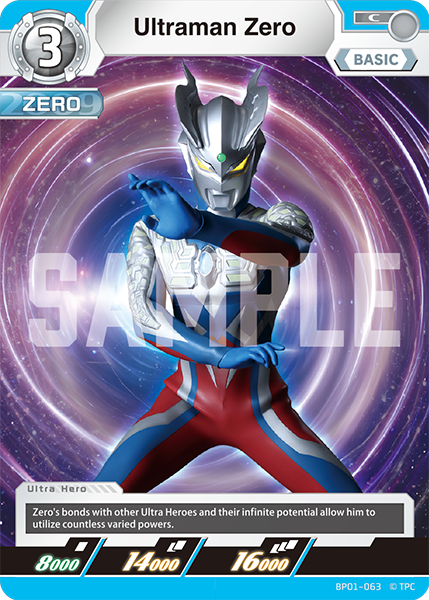 Ultraman Zero
3
C
BASIC
ZERO
SAMPLE
Ultra Hero
Zero's bonds with other Ultra Heroes and their infinite potential allow him to
utilize countless varied powers.
8000
14000
16000
BP01-063 © TPC